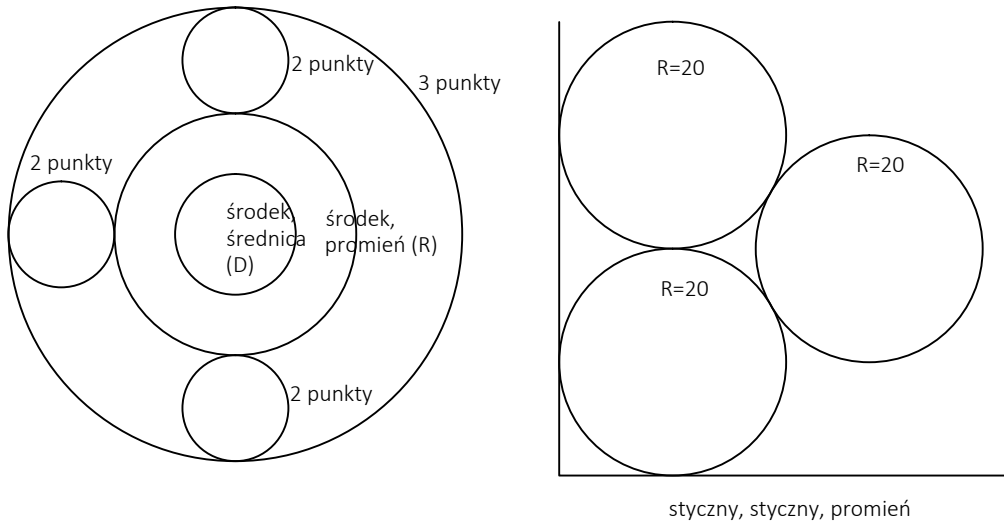 2 punkty
3 punkty
2 punkty
środek,
średnica
(D)
środek,
promień (R)
2 punkty
R=20
R=20
R=20
styczny, styczny, promień